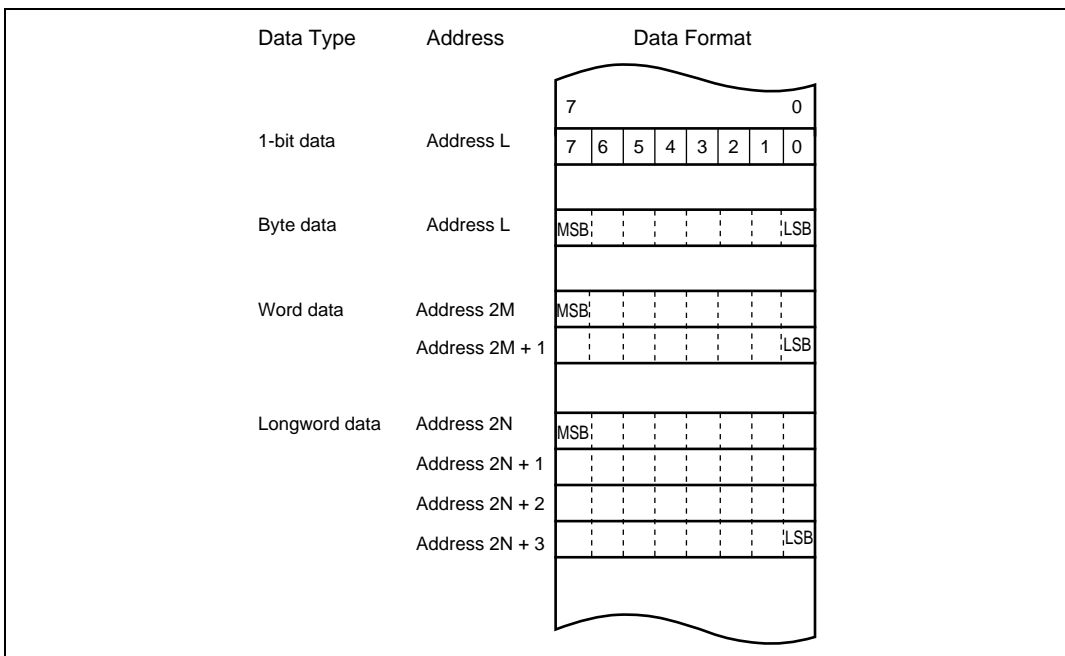 Data Type Address Data Format
7 0
1-bit data Address L 7 6 5 4 3 2 1 0
Byte data Address L MSB LSB
Word data Address 2M MSB
Address 2M + 1 LSB
Longword data Address 2N MSB
Address 2N + 1
Address 2N + 2
Address 2N + 3 LSB